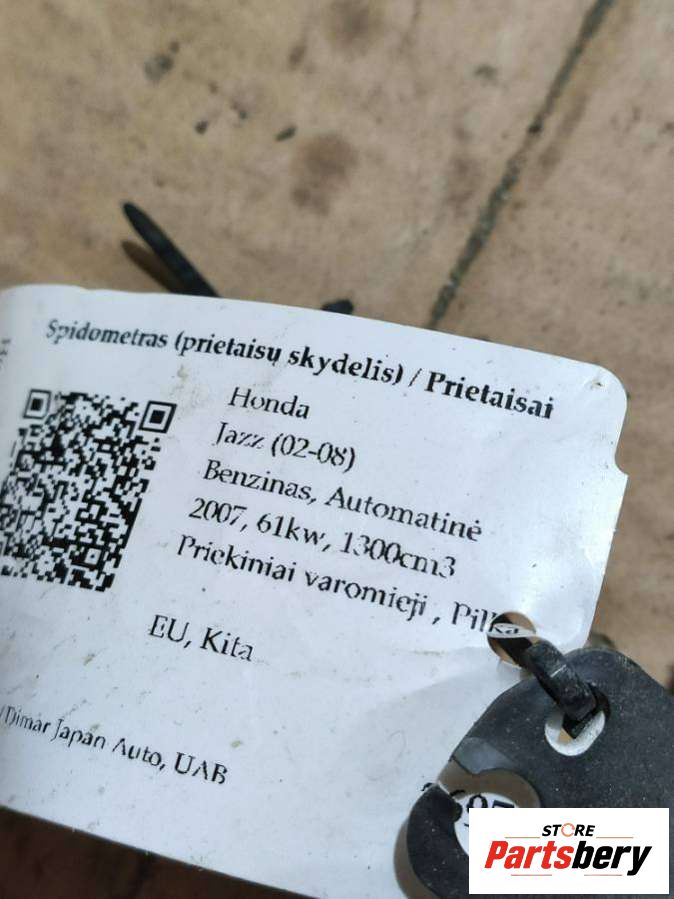 Spidometras (prietaisų skydelis) / Prietaisai
Honda
Jazz (02-08)
Benzinas, Automatinė
2007, 61kw, 1300cm3
Priekiniai varomieji , Pilka
EU, Kita
/Dimar Japan Auto, UAB
STORE
Partsbery